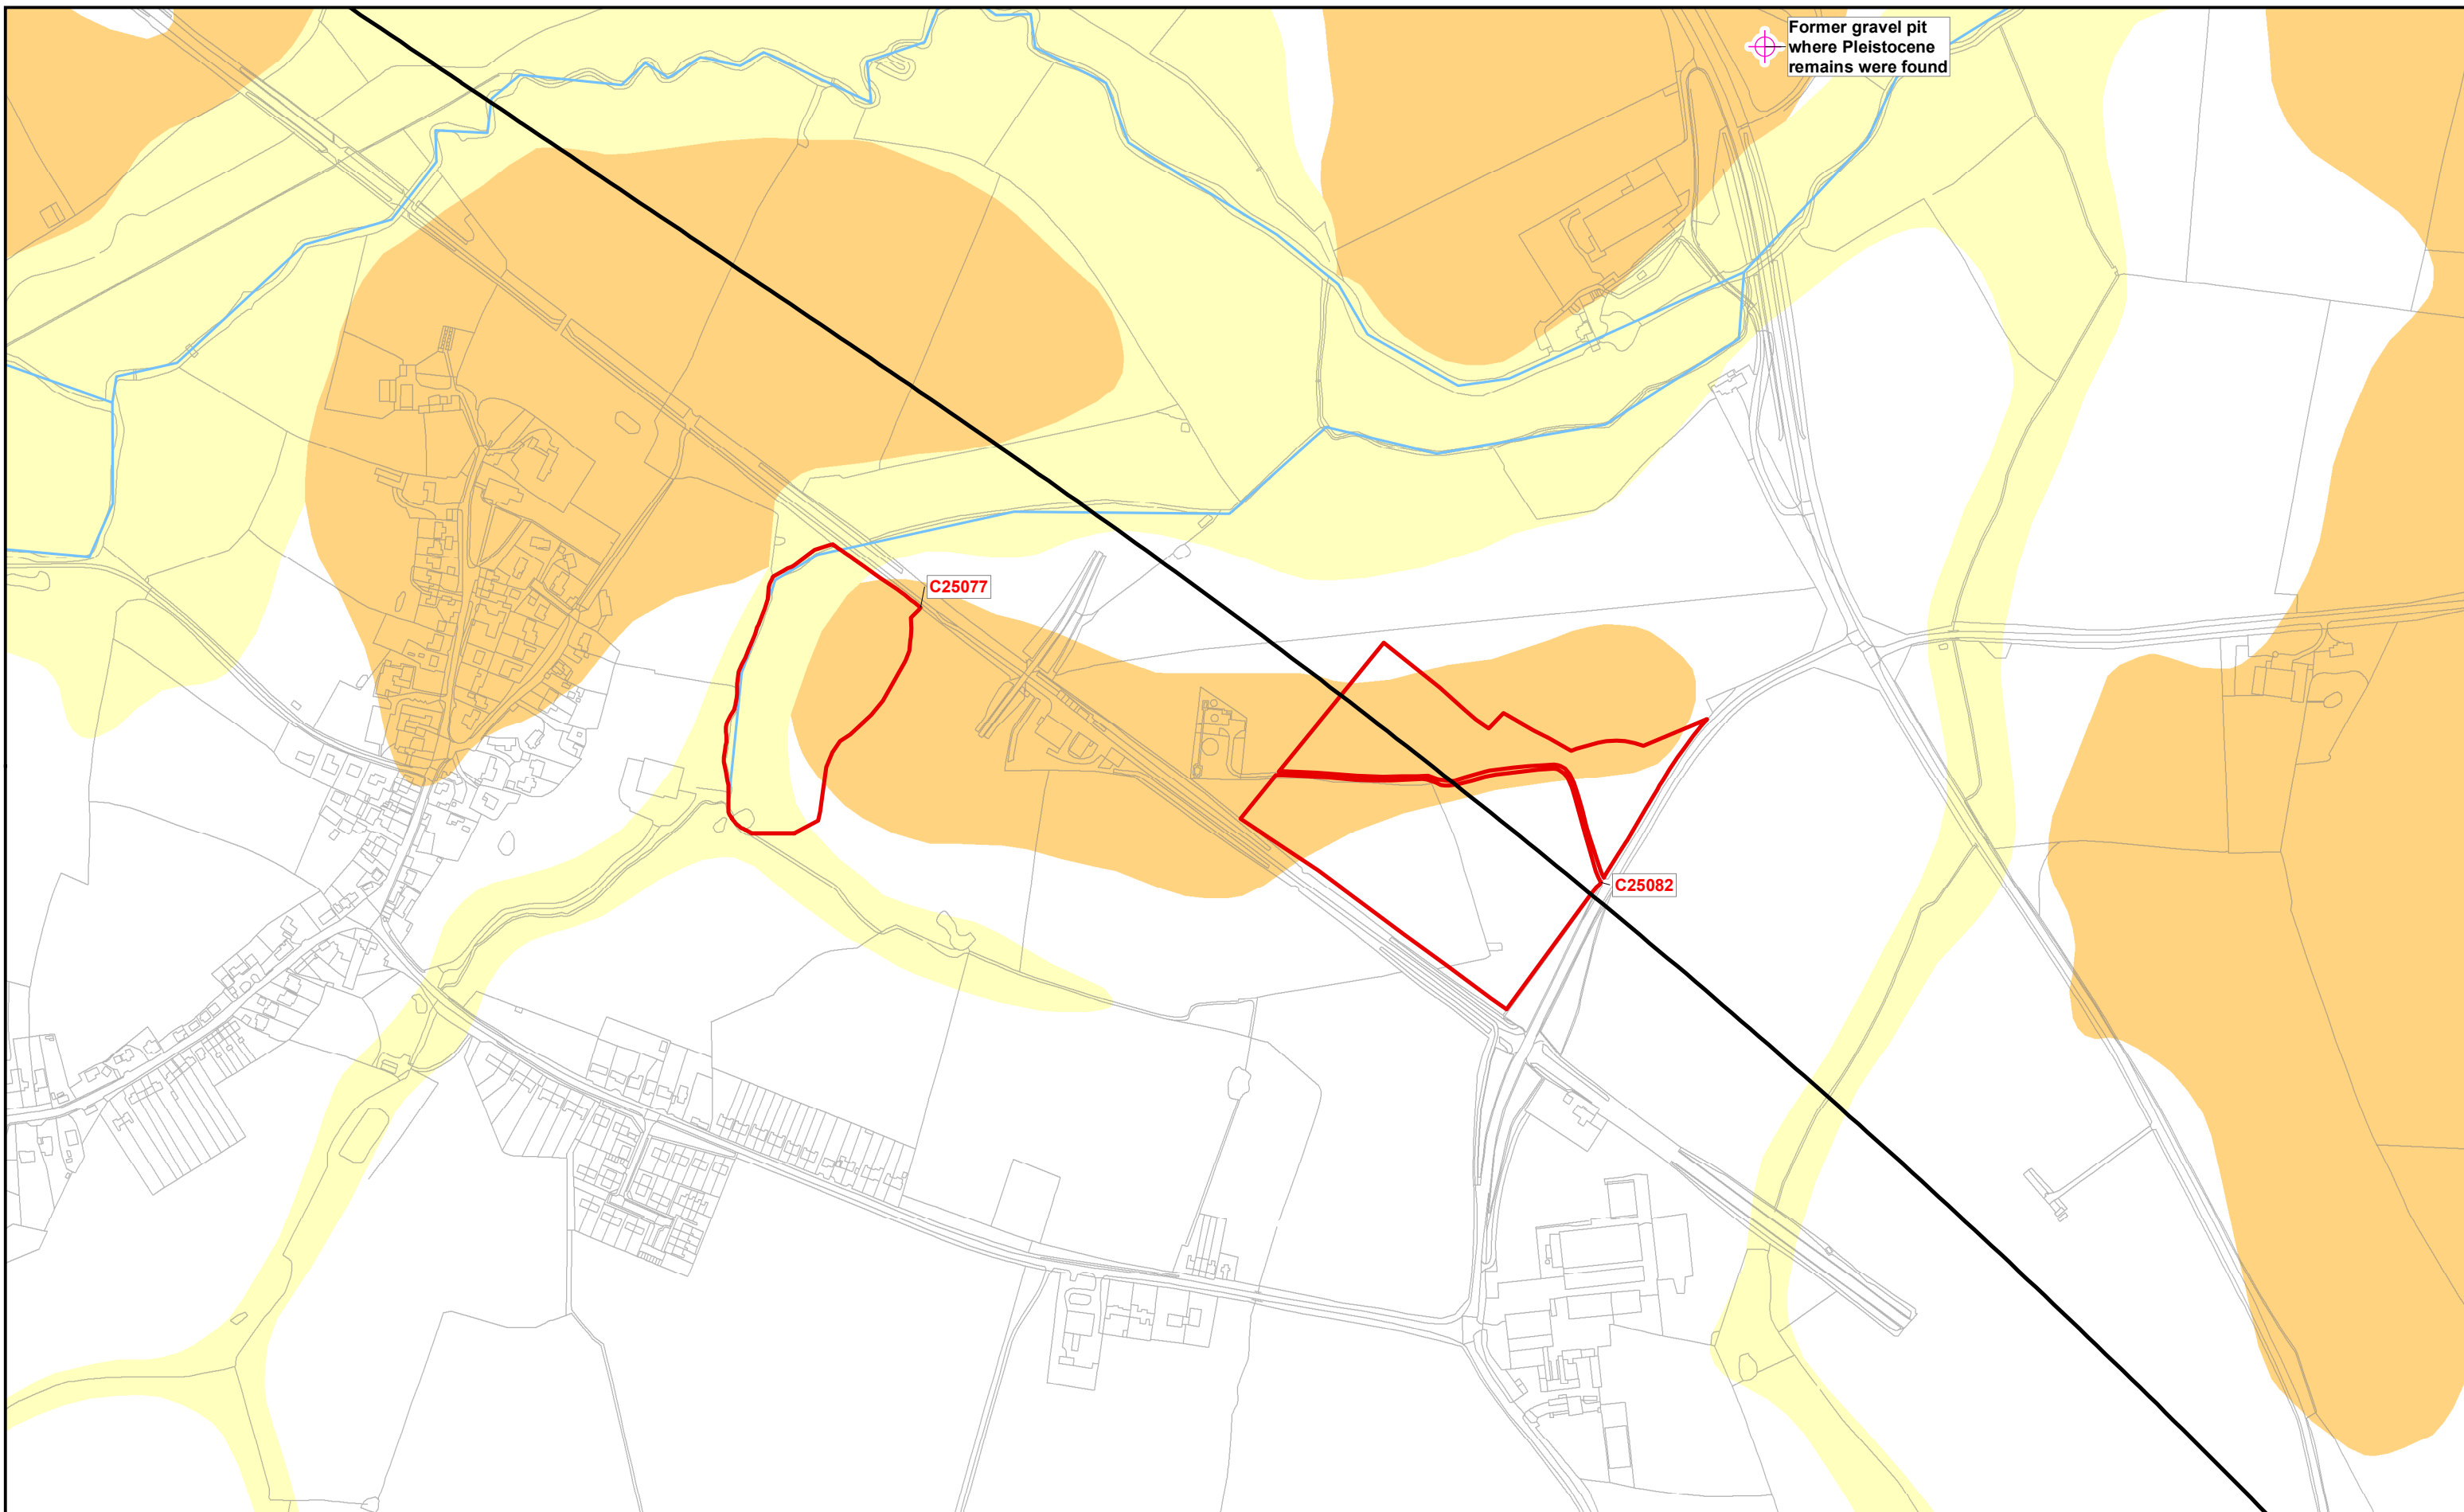 Former gravel pit
where Pleistocene
remains were found
C25077
C25082